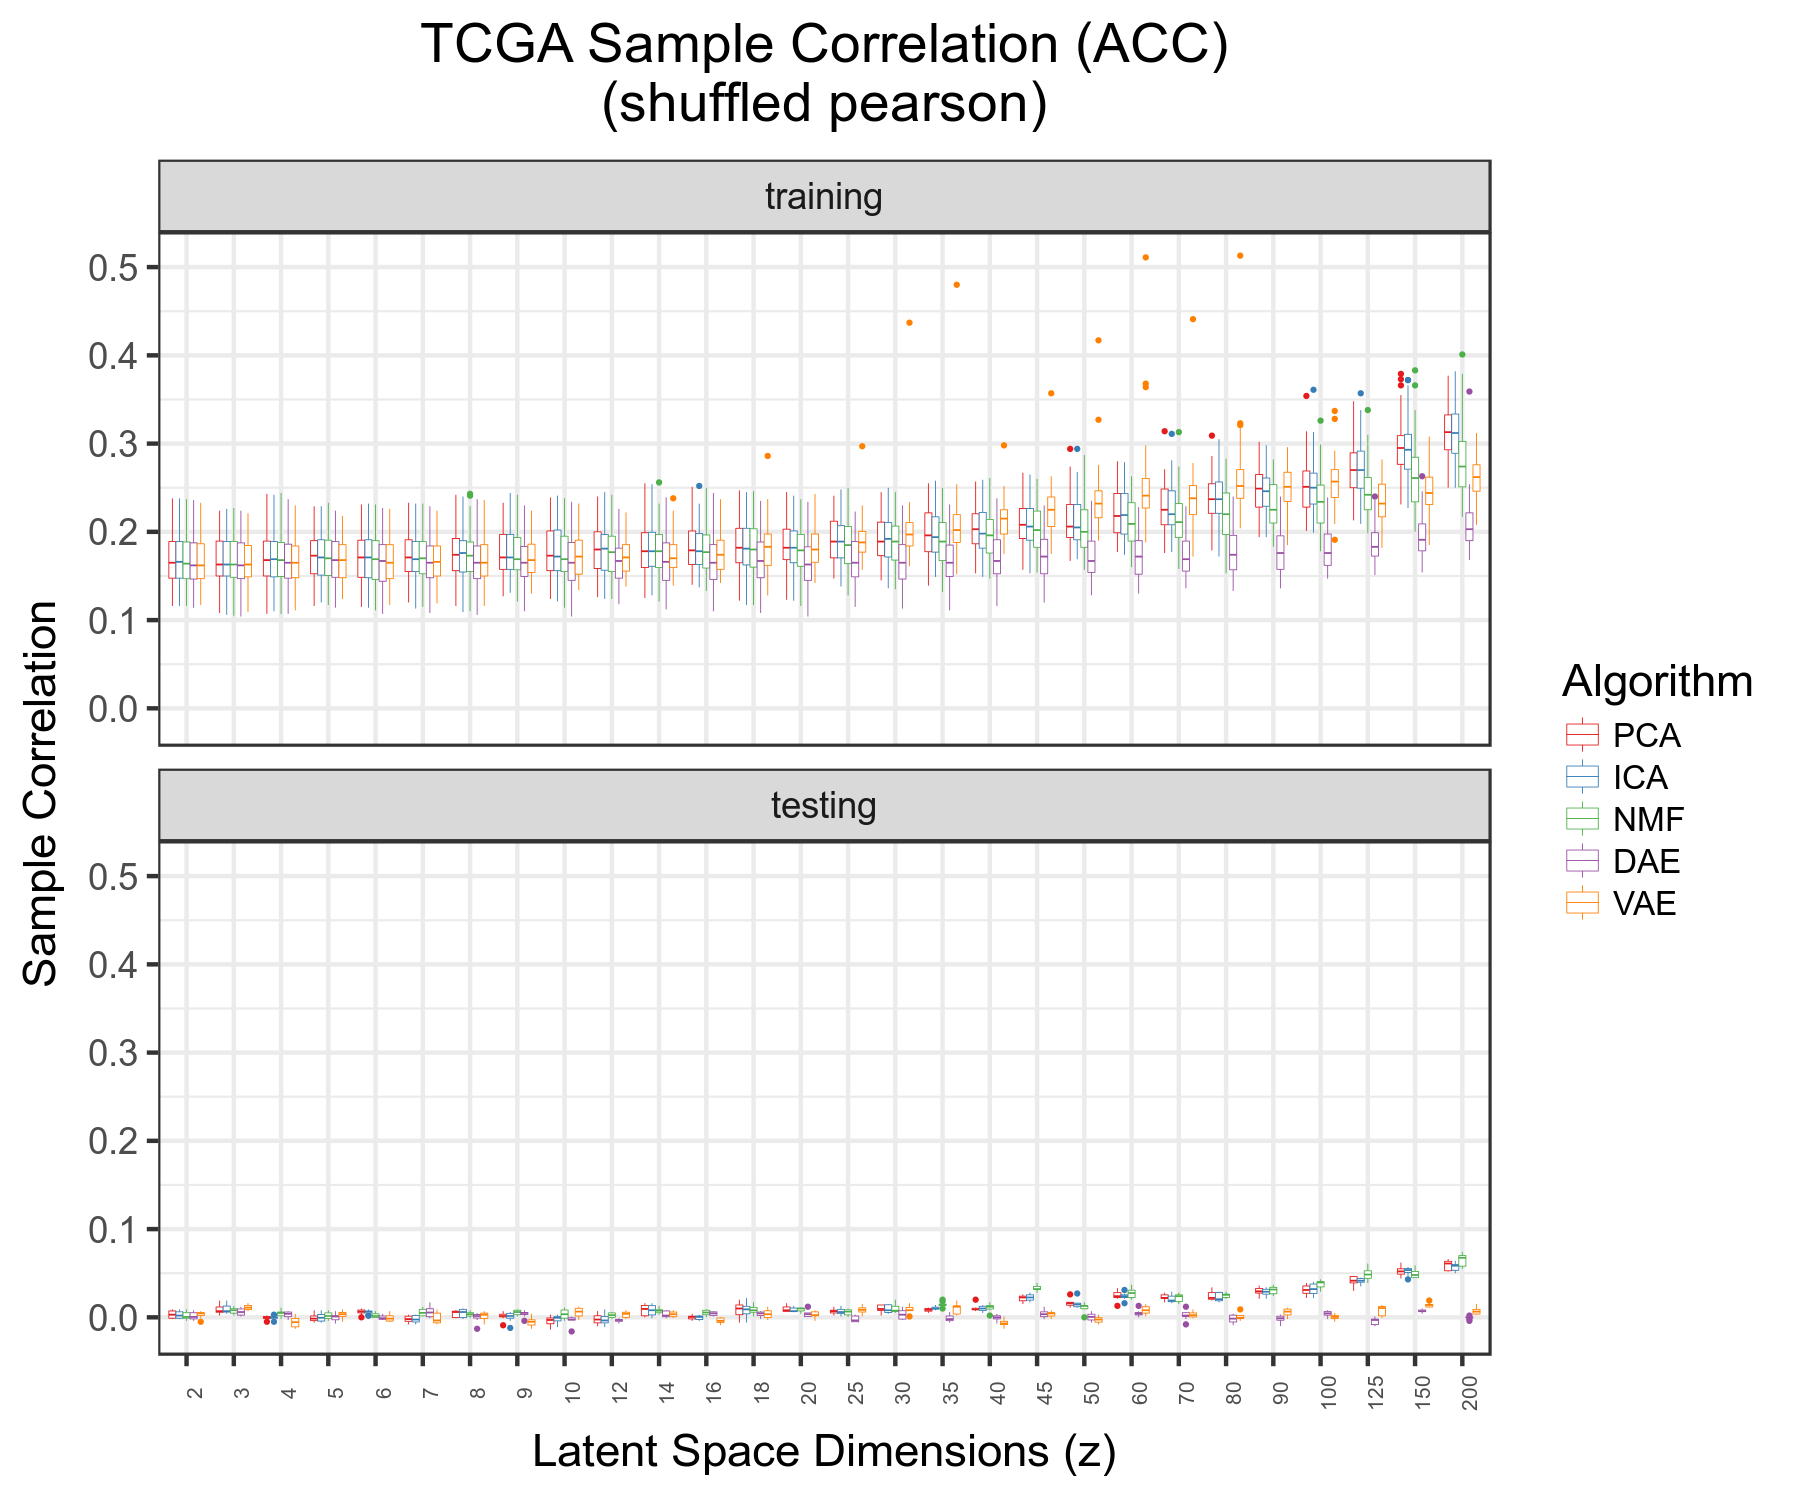 TCGA Sample Correlation (ACC)
(shuffled pearson)
training
0.5
0.4
0.3
0.2
0.1
0.0
testing
0.5
0.4
0.3
0.2
0.1
0.0
Sample Correlation
2 3 4 5 6 7 8 9 10 12 14 16 18 20 25 30 35 40 45 50 60 70 80 90 100 125 150 200
Latent Space Dimensions (z)
Algorithm
PCA
ICA
NMF
DAE
VAE